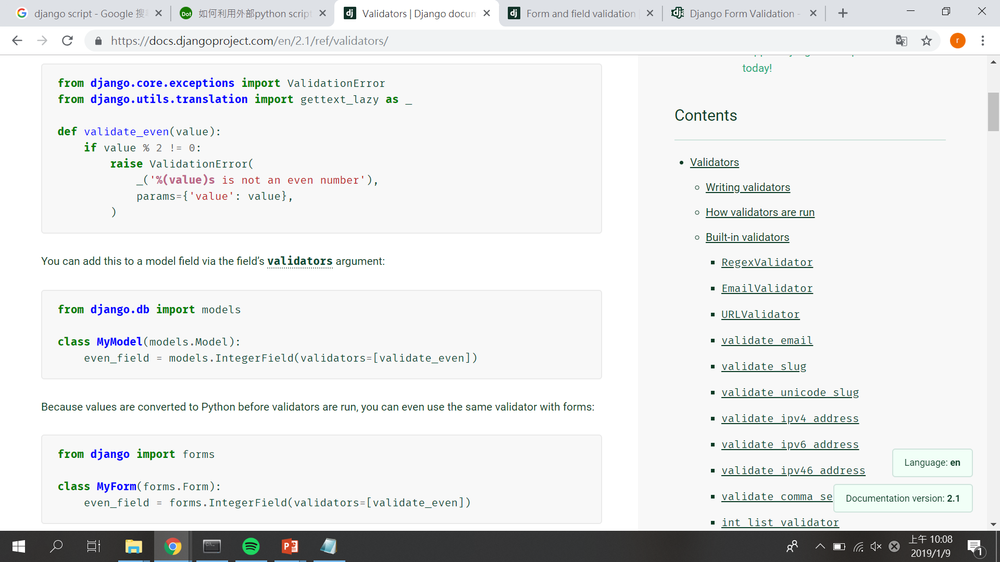 django script - Google 搜
如何利用外部python script
Validators | Django docum
Form and field validation
Django Form Validation -
https://docs.djangoproject.com/en/2.1/ref/validators/
r
today!
from django.core.exceptions import ValidationError
from django.utils.translation import gettext_lazy as _
def validate_even(value):
    if value % 2 != 0:
        raise ValidationError(
            _('%(value)s is not an even number'),
            params={'value': value},
        )
You can add this to a model field via the field’s validators argument:
from django.db import models
class MyModel(models.Model):
    even_field = models.IntegerField(validators=[validate_even])
Because values are converted to Python before validators are run, you can even use the same validator with forms:
from django import forms
class MyForm(forms.Form):
    even_field = forms.IntegerField(validators=[validate_even])
Contents
Validators
Writing validators
How validators are run
Built-in validators
RegexValidator
EmailValidator
URLValidator
validate_email
validate_slug
validate_unicode_slug
validate_ipv4_address
validate_ipv6_address
validate_ipv46_address
validate_comma_se
int_list_validator
Language: en
Documentation version: 2.1
上午 10:08
2019/1/9
1